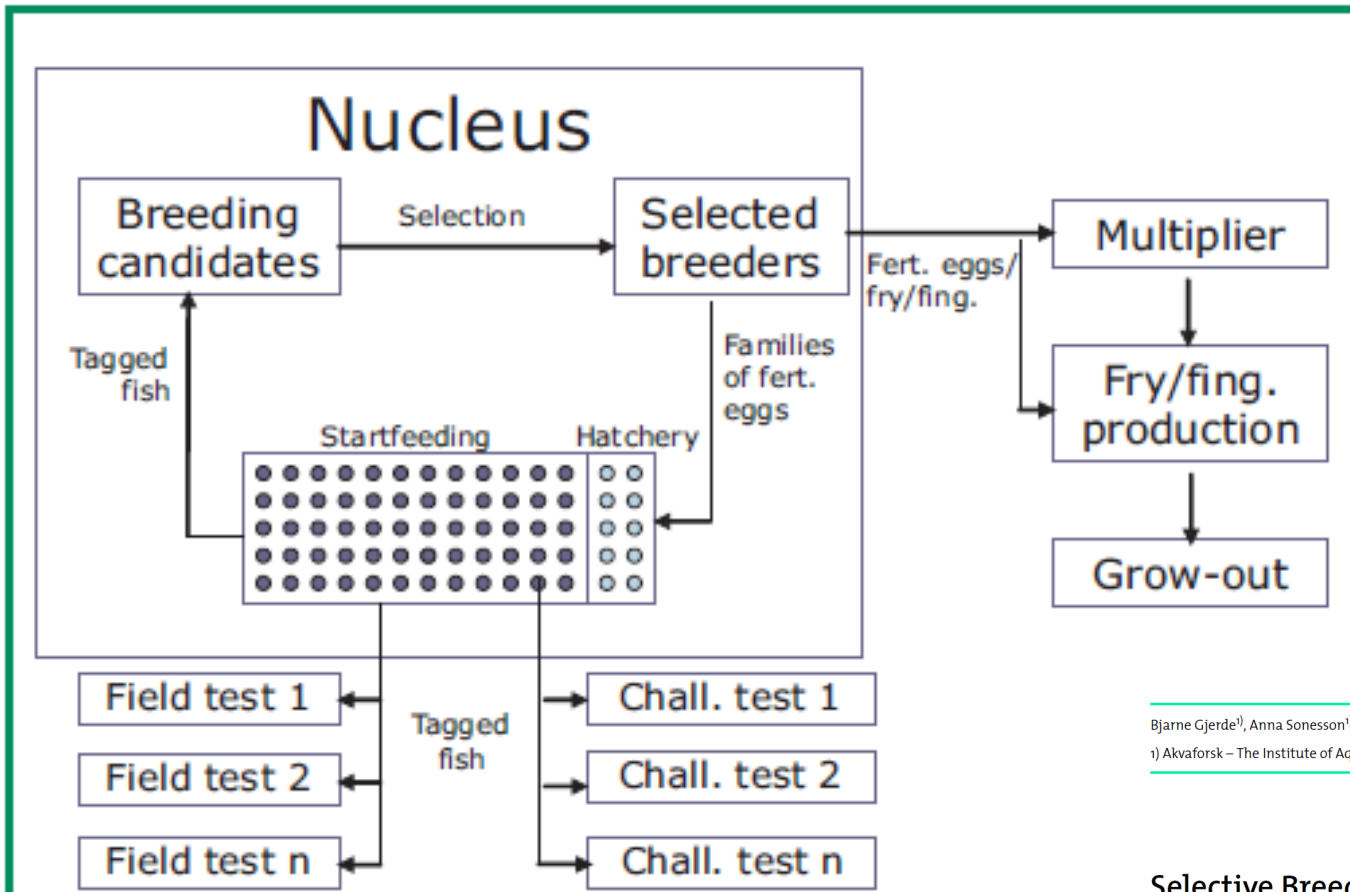 Nucleus
Breeding
candidates
Selection
Selected
breeders
Fert. eggs/
fry/fing.
Multiplier
Tagged
fish
Families
of fert.
eggs
Fry/fing.
production
Startfeeding
Hatchery
Grow-out
Field test 1
Field test 2
Field test n
Tagged
fish
Chall. test 1
Chall. test 2
Chall. test n
Bjarne Gjerde¹⁾, Anna Sonesson¹
1) Akvaforsk – The Institute of Aq
Selective Breed